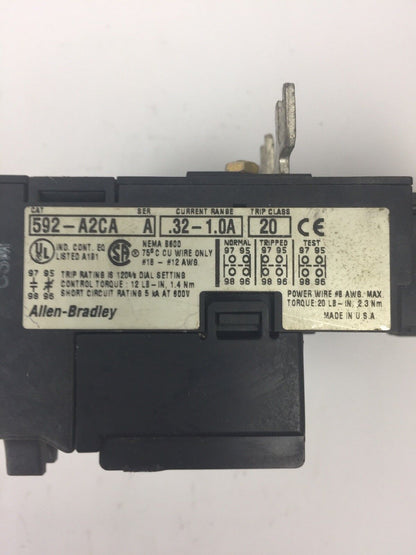 CAT SER CURRENT RANGE TRIP CLASS
592-A2CA A .32-1.0A 20 CE
UL IND. CONT. EQ. SA NEMA B600
LISTED A191 75° C CU WIRE ONLY
#18 - #12 AWG.
NORMAL TRIPPED TEST
97 95 97 95 97 95
98 96 98 96 98 96
97 95 TRIP RATING IS 120% DIAL SETTING
CONTROL TORQUE : 12 LB-IN, 1.4 Nm
98 96 SHORT CIRCUIT RATING 5 kA AT 600V
POWER WIRE #8 AWG. MAX
TORQUE: 20 LB-IN, 2.3 Nm
Allen-Bradley MADE IN U.S.A.